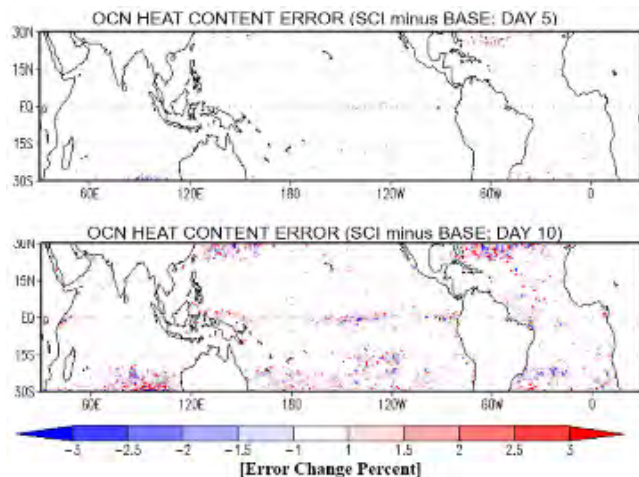 OCN HEAT CONTENT ERROR (SCI minus BASE; DAY 5)
30N
15N
EQ
15S
30S
60E 120E 180 120W 60W 0
OCN HEAT CONTENT ERROR (SCI minus BASE; DAY 10)
30N
15N
EQ
15S
30S
60E 120E 180 120W 60W 0
-3 -2.5 -2 -1.5 -1 1 1.5 2 2.5 3
[Error Change Percent]